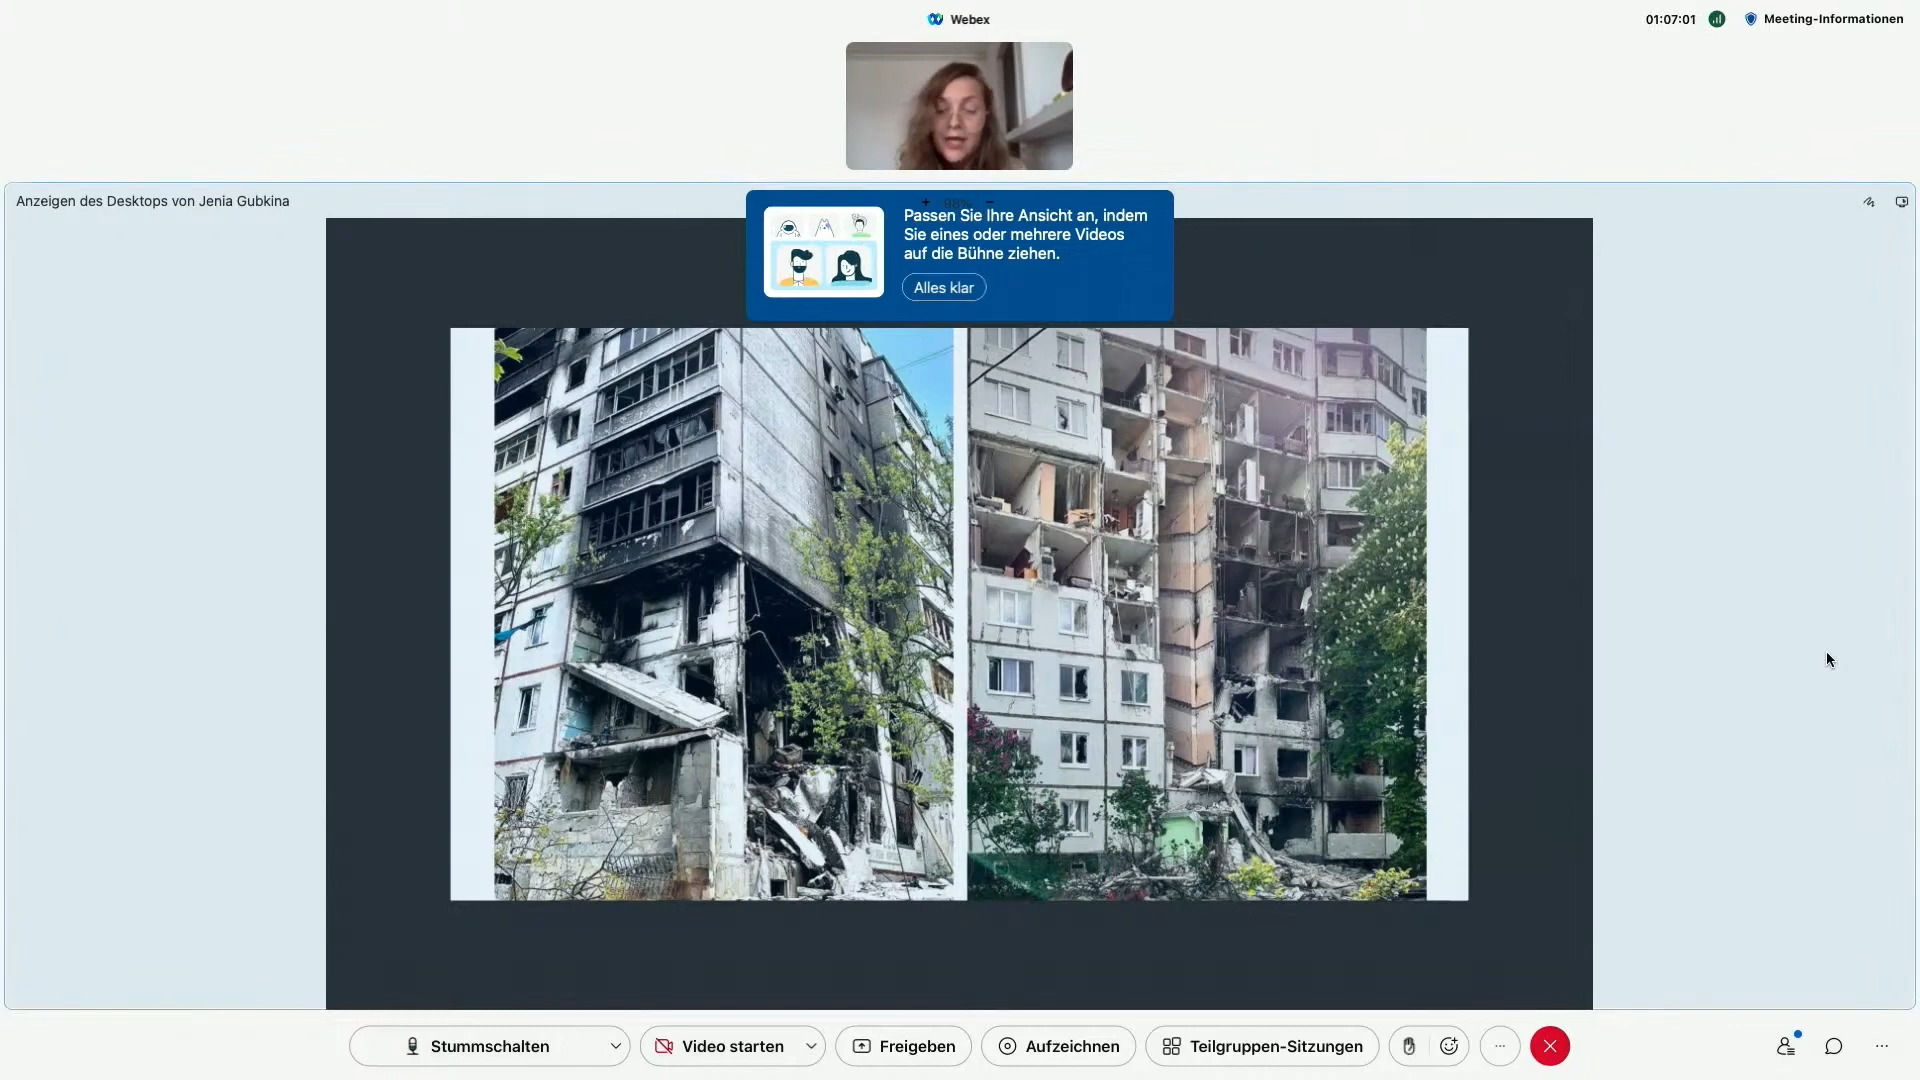 Webex
01:07:01
Meeting-Informationen
Anzeigen des Desktops von Jenia Gubkina
98%
Passen Sie Ihre Ansicht an, indem
Sie eines oder mehrere Videos
auf die Bühne ziehen.
Alles klar
Stummschalten
Video starten
Freigeben
Aufzeichnen
Teilgruppen-Sitzungen